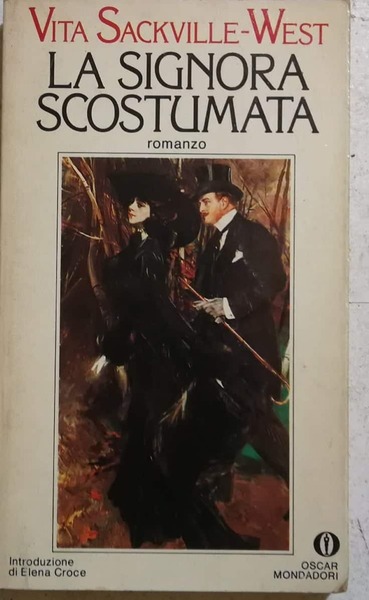 VITA SACKVILLE-WEST
LA SIGNORA
SCOSTUMATA
romanzo
Introduzione
di Elena Croce
OSCAR
MONDADORI